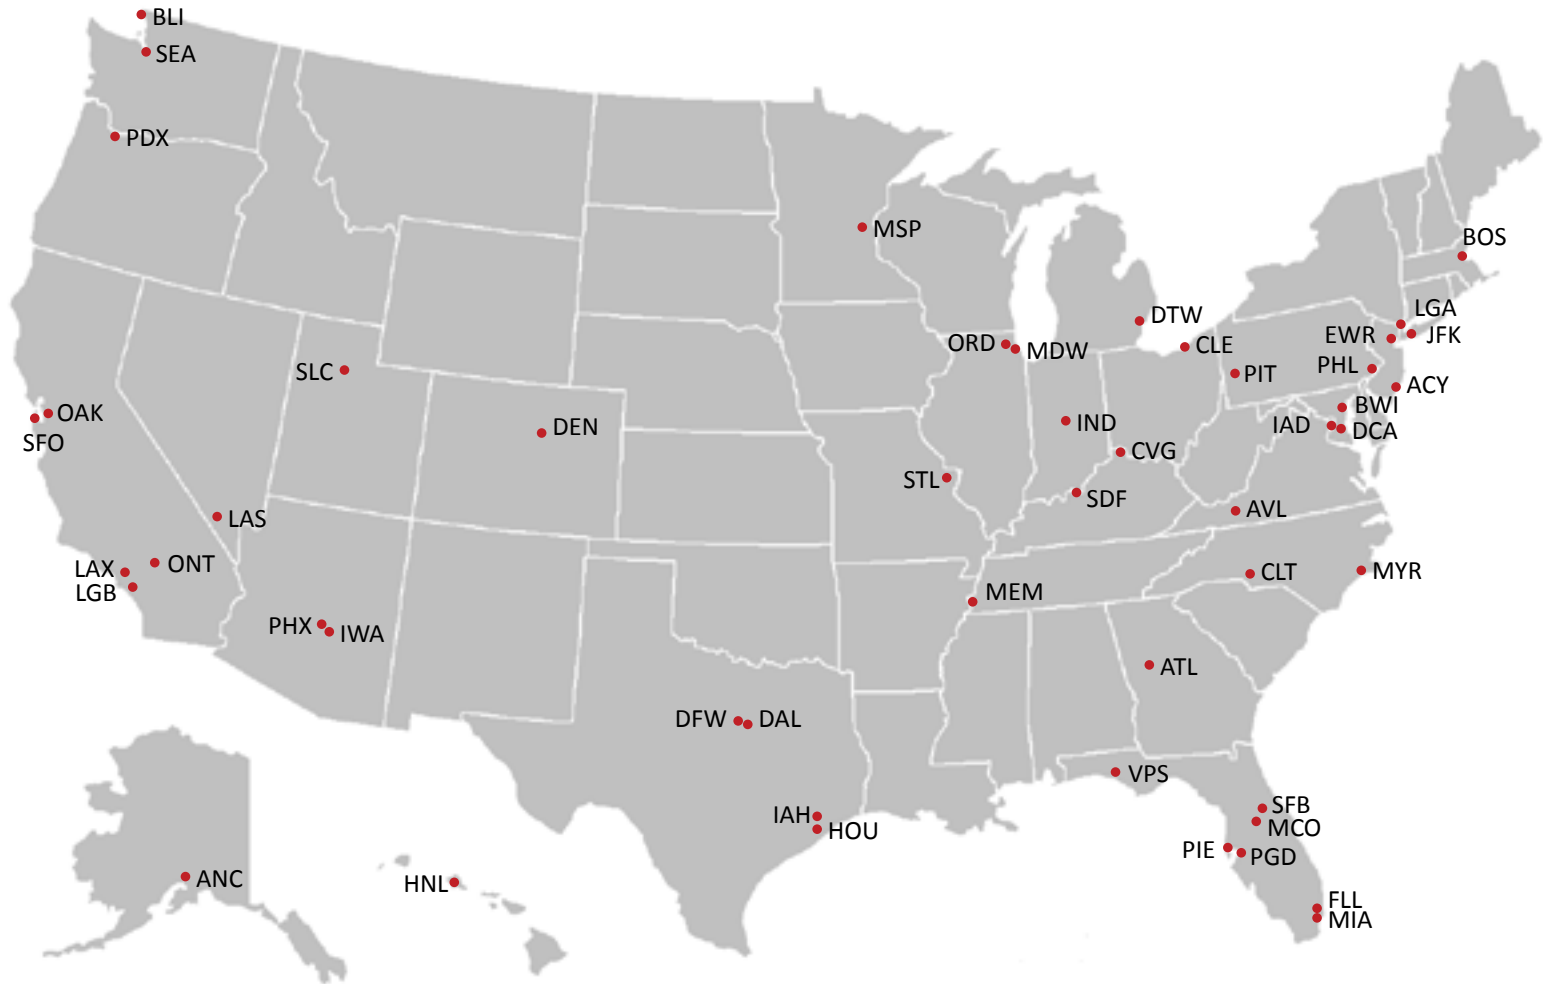 BLI
SEA
PDX
MSP
BOS
LGA
DTW
EWR
JFK
ORD
MDW
CLE
PHL
SLC
PIT
ACY
OAK
BWI
SFO
DEN
IND
IAD
DCA
CVG
STL
SDF
LAS
AVL
LAX
ONT
CLT
MYR
LGB
MEM
PHX
IWA
ATL
DFW
DAL
VPS
IAH
SFB
HOU
MCO
PIE
PGD
ANC
HNL
FLL
MIA